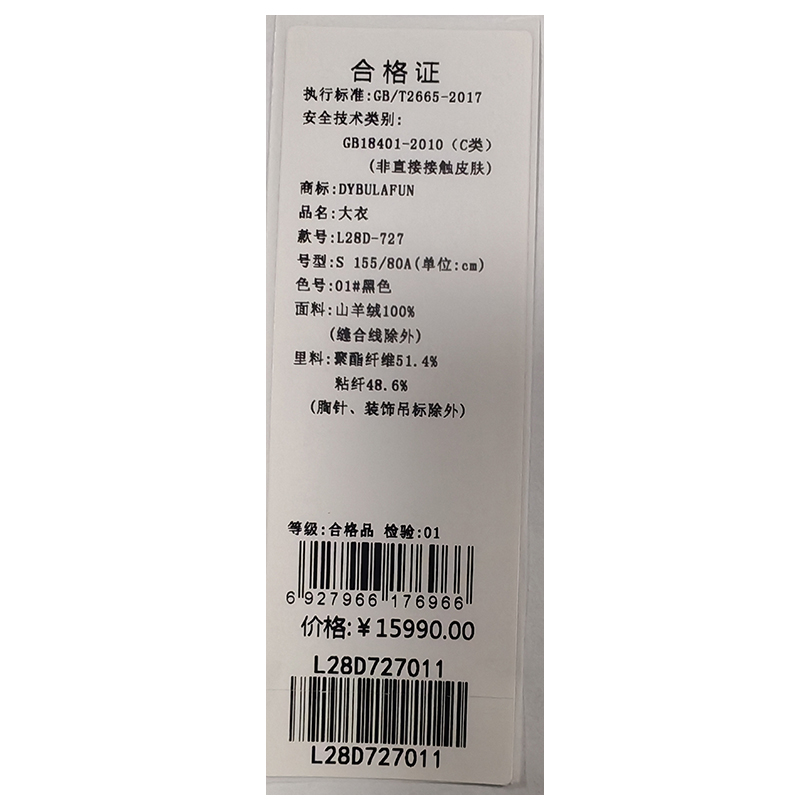 合格证
执行标准:GB/T2665-2017
安全技术类别:
GB18401-2010（C类）
(非直接接触皮肤)
商标:DYBULAFUN
品名:大衣
款号:L28D-727
号型:S 155/80A(单位:cm)
色号:01#黑色
面料:山羊绒100%
(缝合线除外)
里料:聚酯纤维51.4%
粘纤48.6%
(胸针、装饰吊标除外)
等级:合格品 检验:01
6 927966 176966
价格:￥15990.00
L28D727011
L28D727011